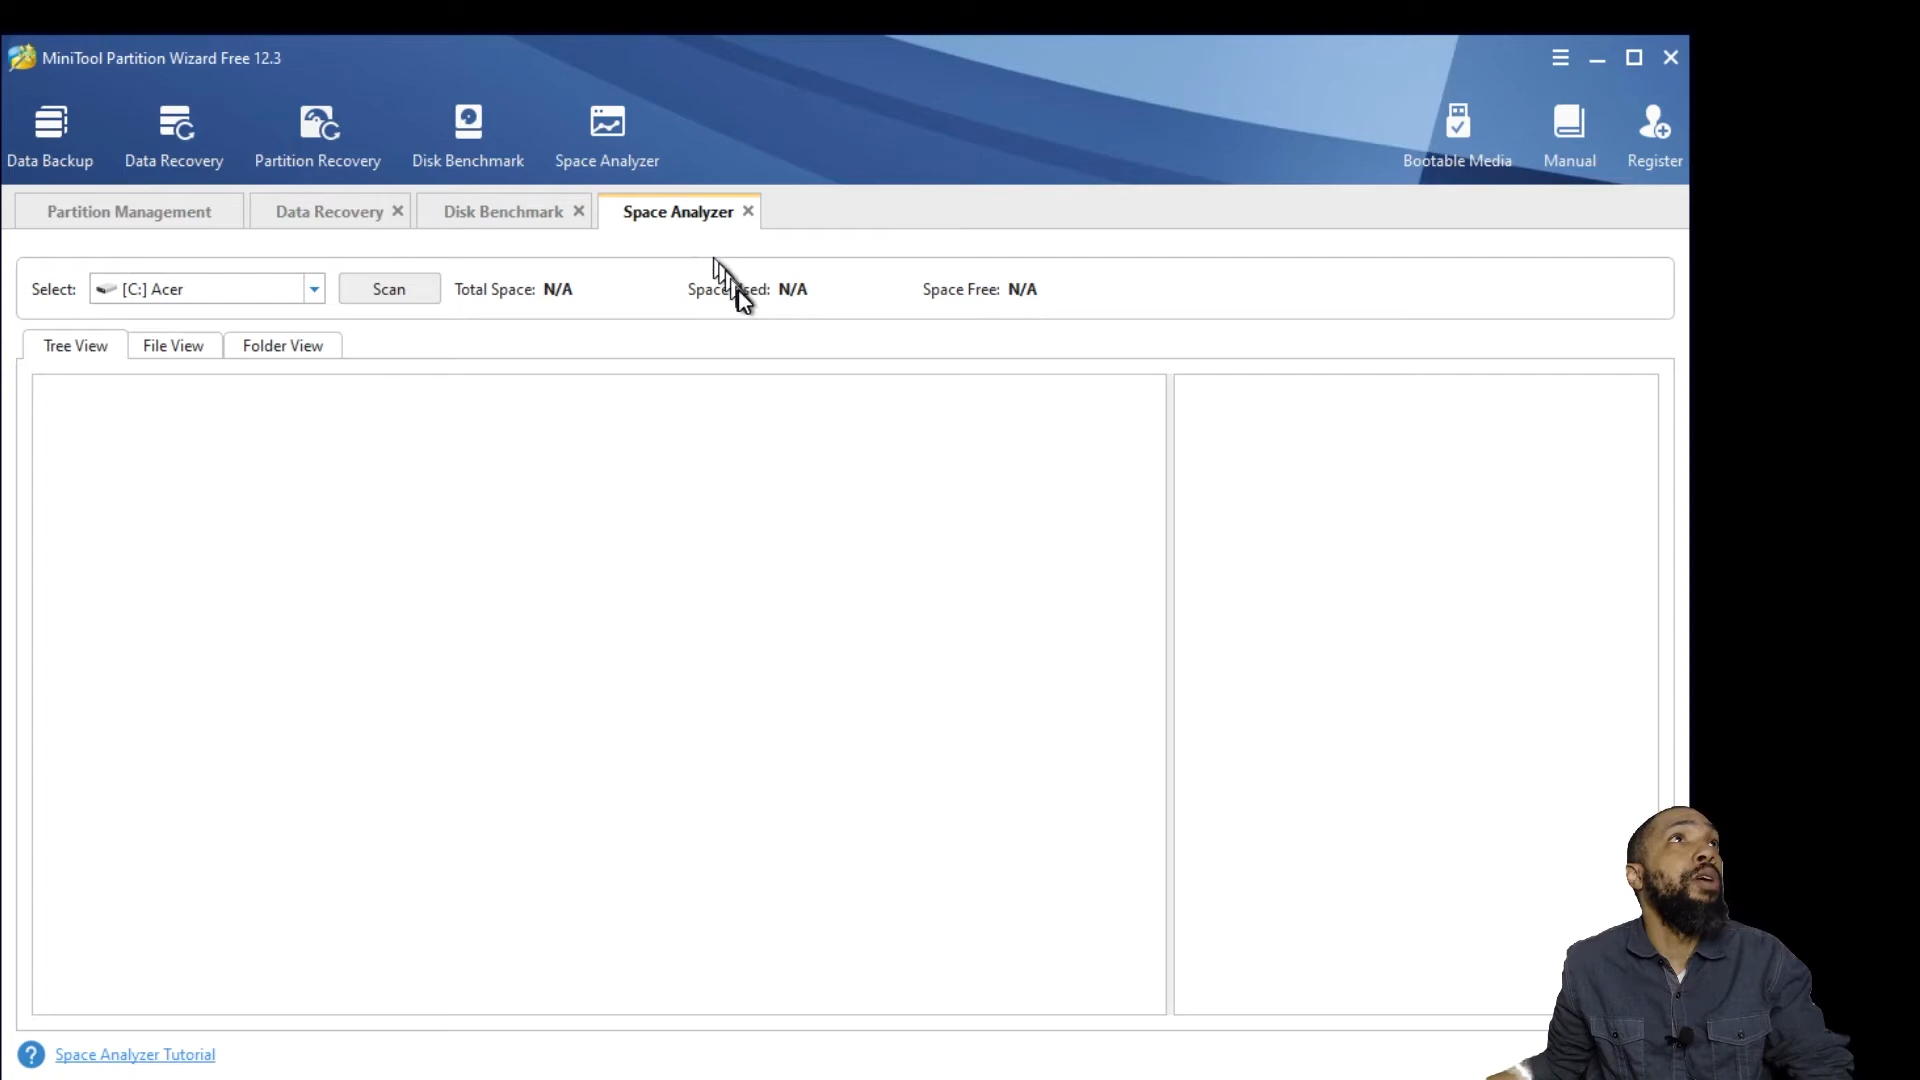 MiniTool Partition Wizard Free 12.3
Data Backup Data Recovery Partition Recovery Disk Benchmark Space Analyzer Bootable Media Manual Register
Partition Management Data Recovery Disk Benchmark Space Analyzer
Select: [C:] Acer Scan Total Space: N/A Space Used: N/A Space Free: N/A
Tree View File View Folder View
? Space Analyzer Tutorial